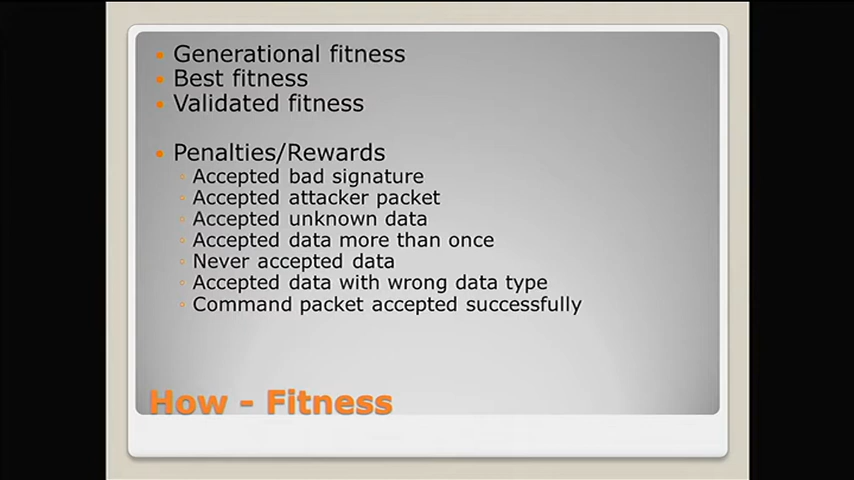 Generational fitness
Best fitness
Validated fitness
Penalties/Rewards
Accepted bad signature
Accepted attacker packet
Accepted unknown data
Accepted data more than once
Never accepted data
Accepted data with wrong data type
Command packet accepted successfully
How - Fitness